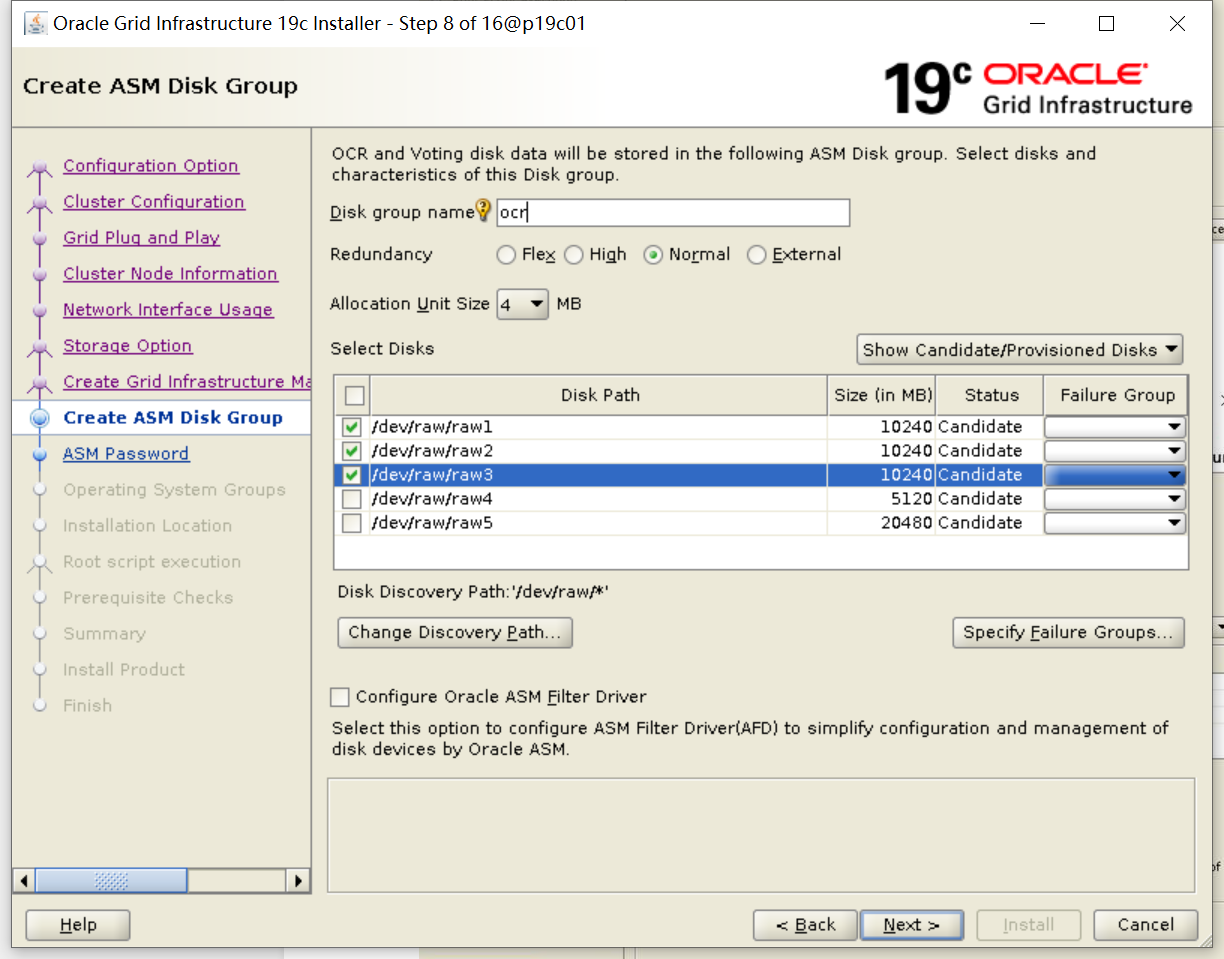 Oracle Grid Infrastructure 19c Installer - Step 8 of 16@p19c01
Create ASM Disk Group
19c ORACLE
Grid Infrastructure
Configuration Option
Cluster Configuration
Grid Plug and Play
Cluster Node Information
Network Interface Usage
Storage Option
Create Grid Infrastructure Ma
Create ASM Disk Group
ASM Password
Operating System Groups
Installation Location
Root script execution
Prerequisite Checks
Summary
Install Product
Finish
OCR and Voting disk data will be stored in the following ASM Disk group. Select disks and
characteristics of this Disk group.
Disk group name ocr
Redundancy Flex High Normal External
Allocation Unit Size 4 MB
Select Disks Show Candidate/Provisioned Disks
Disk Path Size (in MB) Status Failure Group
/dev/raw/raw1 10240 Candidate
/dev/raw/raw2 10240 Candidate
/dev/raw/raw3 10240 Candidate
/dev/raw/raw4 5120 Candidate
/dev/raw/raw5 20480 Candidate
Disk Discovery Path:'/dev/raw/*'
Change Discovery Path... Specify Failure Groups...
Configure Oracle ASM Filter Driver
Select this option to configure ASM Filter Driver(AFD) to simplify configuration and management of
disk devices by Oracle ASM.
Help < Back Next > Install Cancel